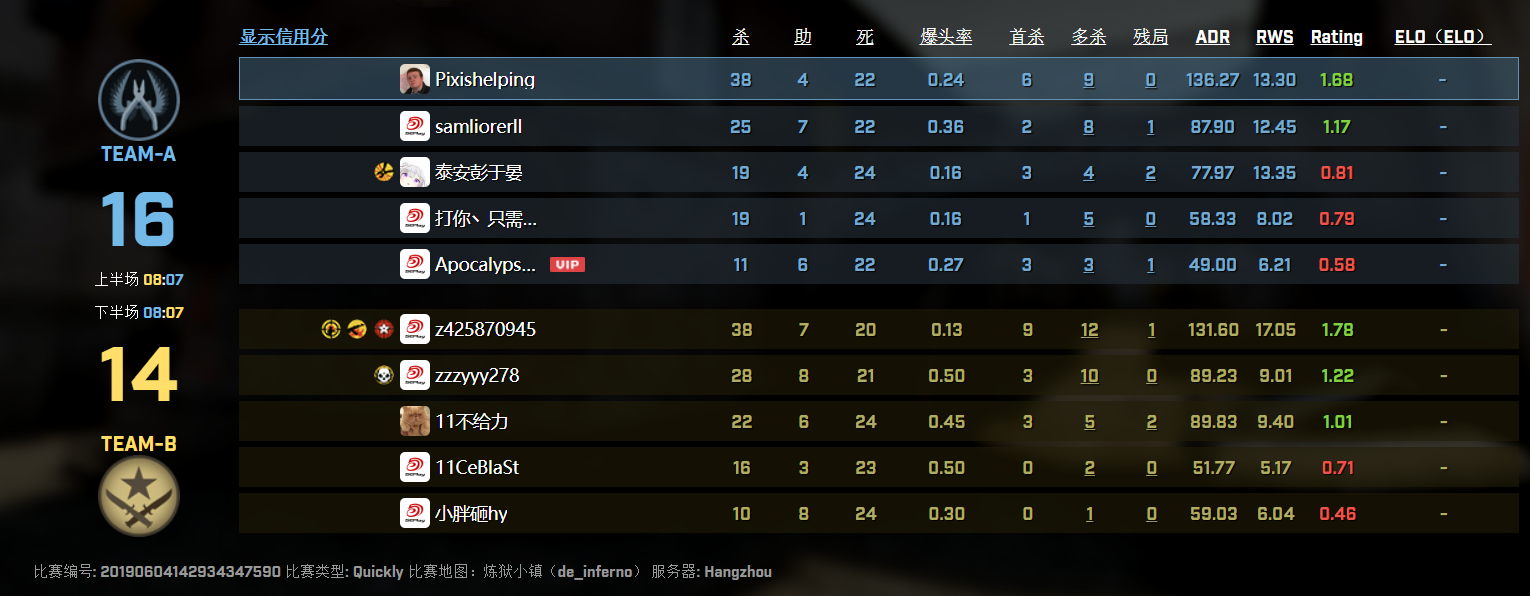 显示信用分 杀 助 死 爆头率 首杀 多杀 残局 ADR RWS Rating ELO（ELO）
Pixishelping 38 4 22 0.24 6 9 0 136.27 13.30 1.68 -
samliorerll 25 7 22 0.36 2 8 1 87.90 12.45 1.17 -
泰安彭于晏 19 4 24 0.16 3 4 2 77.97 13.35 0.81 -
打你丶只需... 19 1 24 0.16 1 5 0 58.33 8.02 0.79 -
Apocalyps... VIP 11 6 22 0.27 3 3 1 49.00 6.21 0.58 -
TEAM-A
16
上半场 08:07
下半场 08:07
14
TEAM-B
z425870945 38 7 20 0.13 9 12 1 131.60 17.05 1.78 -
zzzyyy278 28 8 21 0.50 3 10 0 89.23 9.01 1.22 -
11不给力 22 6 24 0.45 3 5 2 89.83 9.40 1.01 -
11CeBlaSt 16 3 23 0.50 0 2 0 51.77 5.17 0.71 -
小胖砸hy 10 8 24 0.30 0 1 0 59.03 6.04 0.46 -
比赛编号: 20190604142934347590 比赛类型: Quickly 比赛地图：炼狱小镇（de_inferno） 服务器: Hangzhou